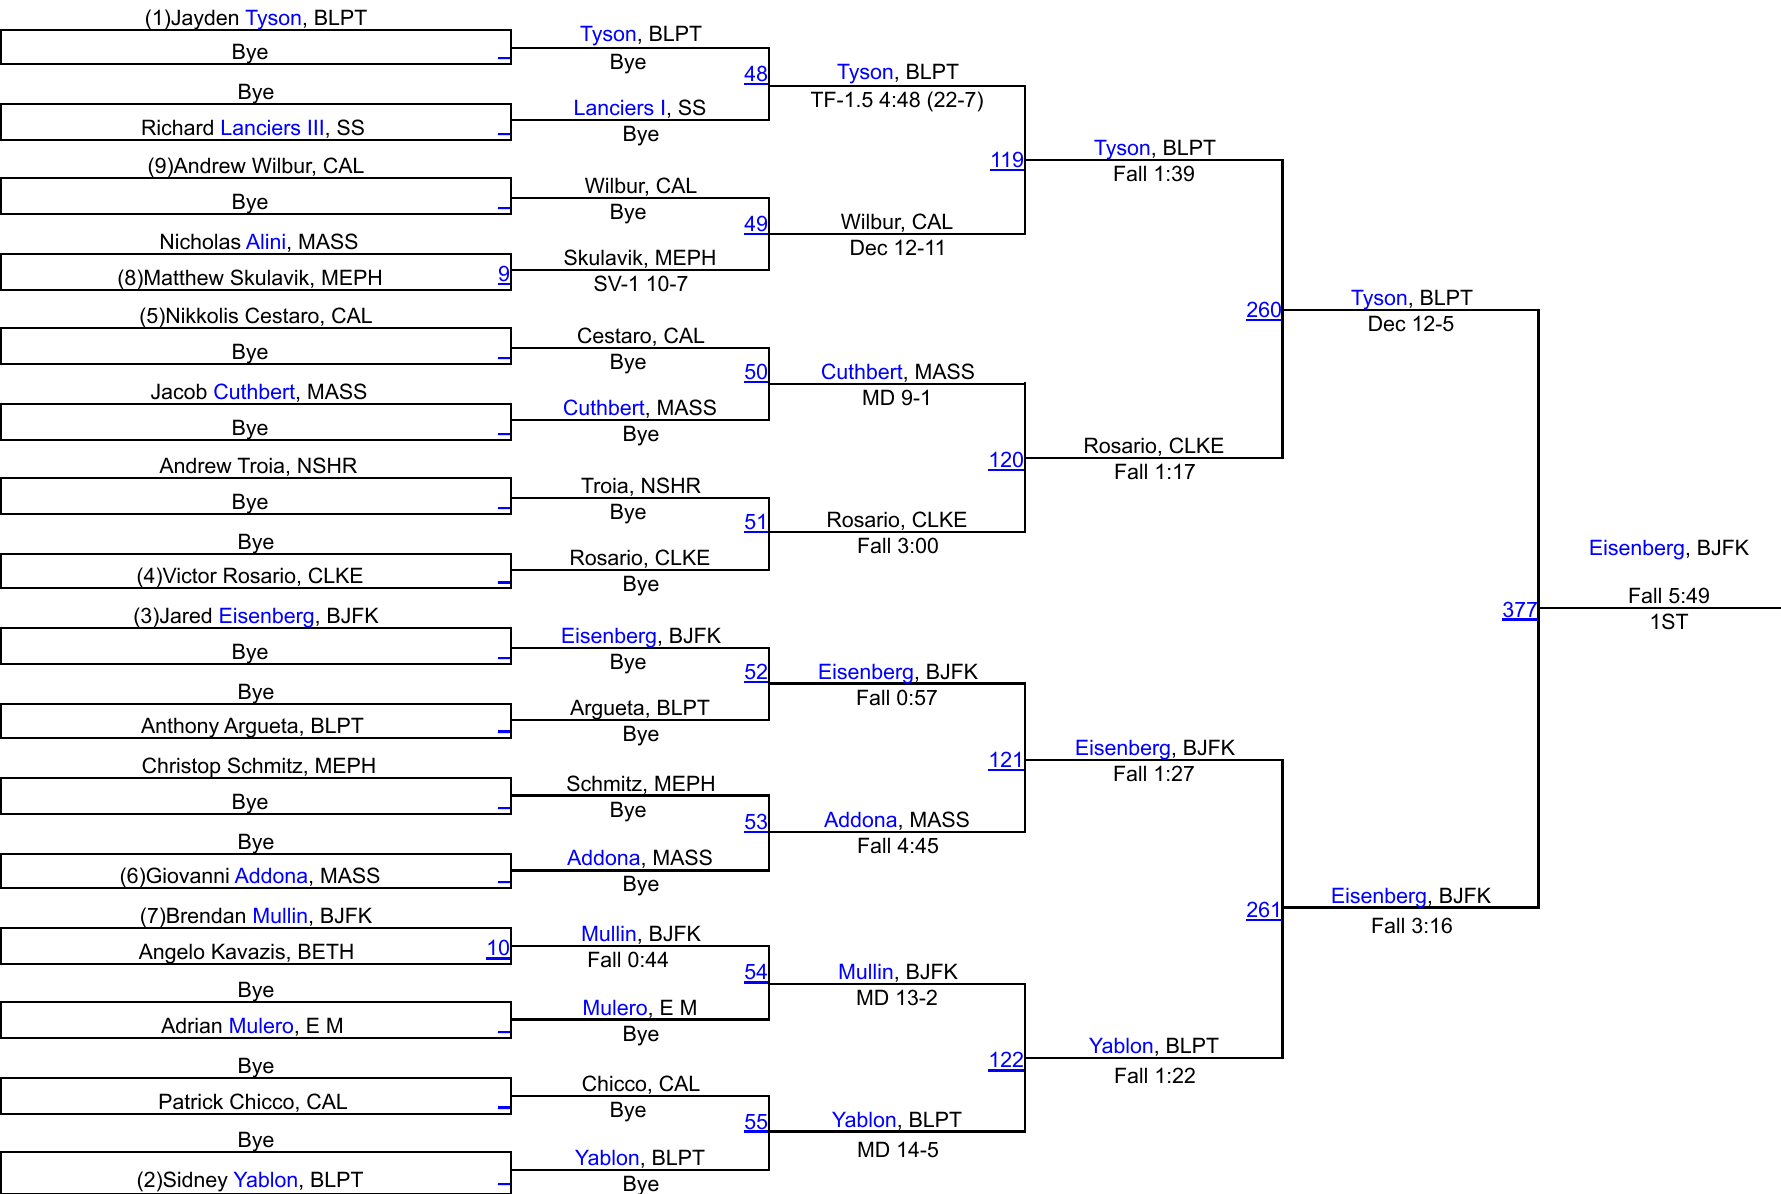 (1)Jayden Tyson, BLPT
Bye
Bye
Richard Lanciers III, SS
(9)Andrew Wilbur, CAL
Bye
Nicholas Alini, MASS
(8)Matthew Skulavik, MEPH
9
(5)Nikkolis Cestaro, CAL
Bye
Jacob Cuthbert, MASS
Bye
Andrew Troia, NSHR
Bye
Bye
(4)Victor Rosario, CLKE
(3)Jared Eisenberg, BJFK
Bye
Bye
Anthony Argueta, BLPT
Christop Schmitz, MEPH
Bye
Bye
(6)Giovanni Addona, MASS
(7)Brendan Mullin, BJFK
Angelo Kavazis, BETH
10
Bye
Adrian Mulero, E M
Bye
Patrick Chicco, CAL
Bye
(2)Sidney Yablon, BLPT
Tyson, BLPT
Bye
48
Lanciers I, SS
Bye
Wilbur, CAL
Bye
49
Skulavik, MEPH
SV-1 10-7
Cestaro, CAL
Bye
50
Cuthbert, MASS
Bye
Troia, NSHR
Bye
51
Rosario, CLKE
Bye
Eisenberg, BJFK
Bye
52
Argueta, BLPT
Bye
Schmitz, MEPH
Bye
53
Addona, MASS
Bye
Mullin, BJFK
Fall 0:44
54
Mulero, E M
Bye
Chicco, CAL
Bye
55
Yablon, BLPT
Bye
Tyson, BLPT
TF-1.5 4:48 (22-7)
119
Wilbur, CAL
Dec 12-11
Cuthbert, MASS
MD 9-1
120
Rosario, CLKE
Fall 3:00
Eisenberg, BJFK
Fall 0:57
121
Addona, MASS
Fall 4:45
Mullin, BJFK
MD 13-2
122
Yablon, BLPT
MD 14-5
Tyson, BLPT
Fall 1:39
260
Rosario, CLKE
Fall 1:17
Eisenberg, BJFK
Fall 1:27
261
Yablon, BLPT
Fall 1:22
Tyson, BLPT
Dec 12-5
377
Eisenberg, BJFK
Fall 3:16
Eisenberg, BJFK
Fall 5:49
1ST